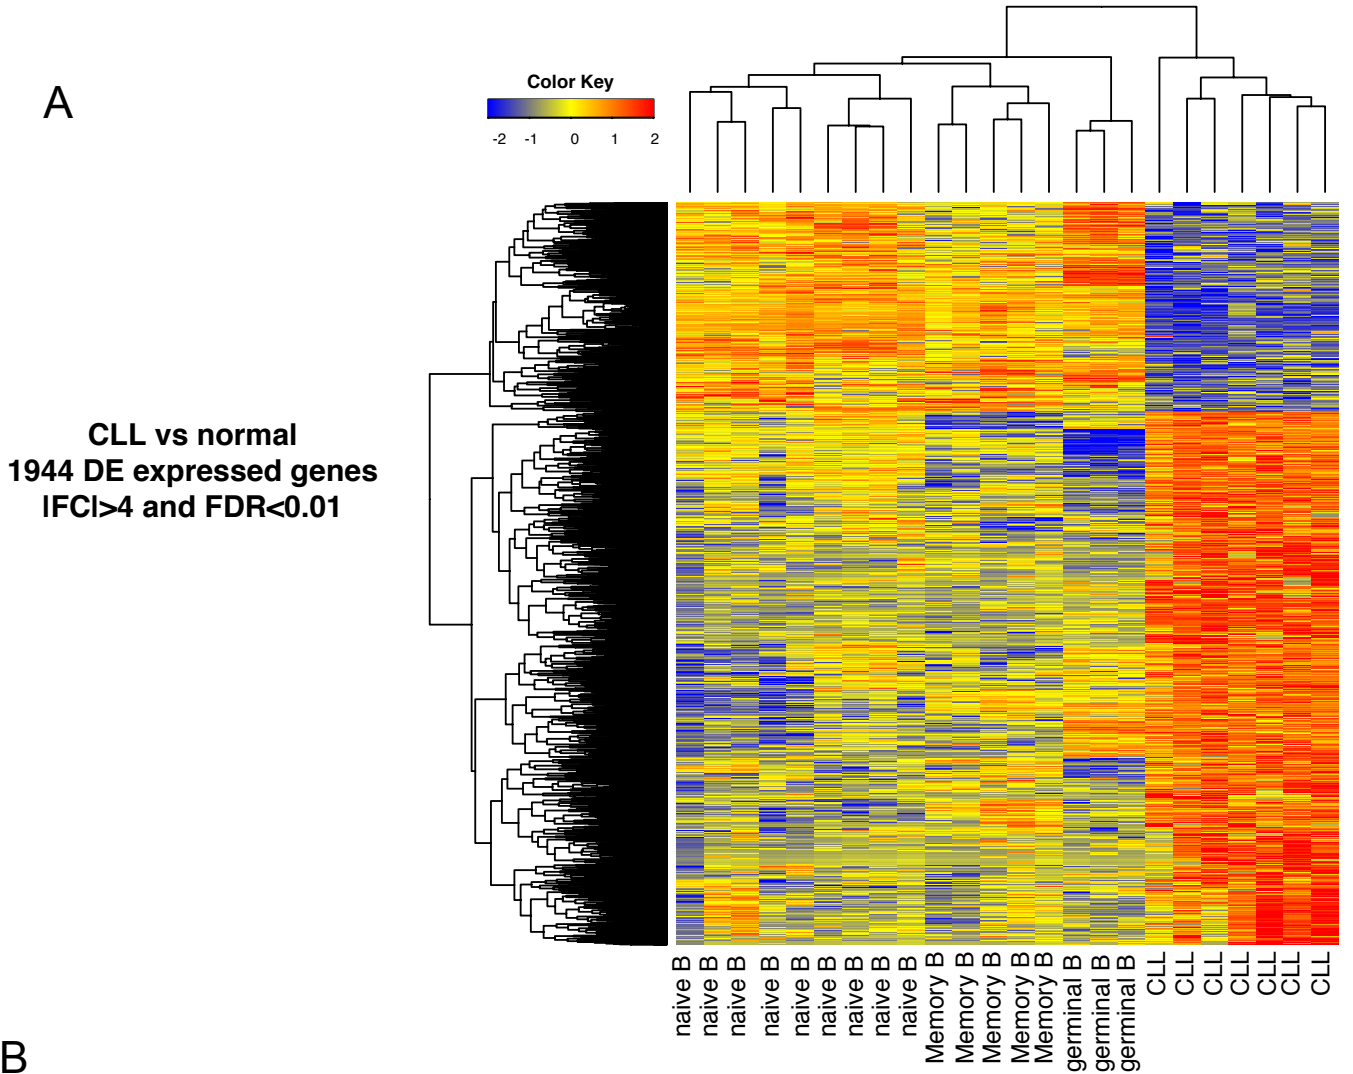 A
Color Key
-2 -1 0 1 2
CLL vs normal
1944 DE expressed genes
lFCl>4 and FDR<0.01
naive B
naive B
naive B
naive B
naive B
naive B
naive B
naive B
naive B
Memory B
Memory B
Memory B
Memory B
Memory B
germinal B
germinal B
germinal B
CLL
CLL
CLL
CLL
CLL
CLL
CLL
B